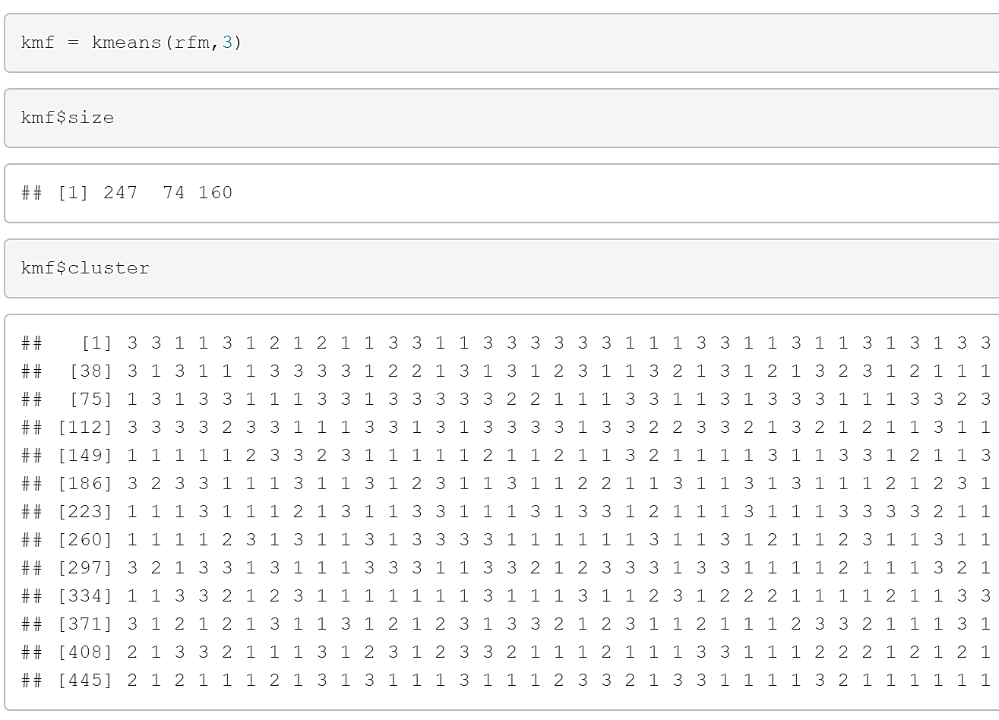 kmf = kmeans(rfm,3)
kmf$size
## [1] 247  74 160
kmf$cluster
##   [1] 3 3 1 1 3 1 2 1 2 1 1 3 3 1 1 3 3 3 3 3 3 1 1 1 3 3 1 1 3 1 1 3 1 3 1 3 3
##  [38] 3 1 3 1 1 1 3 3 3 3 1 2 2 1 3 1 3 1 2 3 1 1 3 2 1 3 1 2 1 3 2 3 1 2 1 1 1
##  [75] 1 3 1 3 3 1 1 1 3 3 1 3 3 3 3 3 2 2 1 1 1 3 3 1 1 3 1 3 3 3 1 1 1 3 3 2 3
## [112] 3 3 3 3 2 3 3 1 1 1 3 3 1 3 1 3 3 3 3 1 3 3 2 2 3 3 2 1 3 2 1 2 1 1 3 1 1
## [149] 1 1 1 1 1 2 3 3 2 3 1 1 1 1 1 2 1 1 2 1 1 3 2 1 1 1 1 3 1 1 3 3 1 2 1 1 3
## [186] 3 2 3 3 1 1 1 3 1 1 3 1 2 3 1 1 3 1 1 2 2 1 1 3 1 1 3 1 3 1 1 1 2 1 2 3 1
## [223] 1 1 1 3 1 1 1 2 1 3 1 1 3 3 1 1 1 3 1 3 3 1 2 1 1 1 3 1 1 1 3 3 3 3 2 1 1
## [260] 1 1 1 1 2 3 1 3 1 1 3 1 3 3 3 3 1 1 1 1 1 1 3 1 1 3 1 2 1 1 2 3 1 1 3 1 1
## [297] 3 2 1 3 3 1 3 1 1 1 3 3 3 1 1 3 3 2 1 2 3 3 3 1 3 3 1 1 1 1 2 1 1 1 3 2 1
## [334] 1 1 3 3 2 1 2 3 1 1 1 1 1 1 1 3 1 1 1 3 1 1 2 3 1 2 2 2 1 1 1 1 2 1 1 3 3
## [371] 3 1 2 1 2 1 3 1 1 3 1 2 1 2 3 1 3 3 2 1 2 3 1 1 2 1 1 1 2 3 3 2 1 1 1 3 1
## [408] 2 1 3 3 2 1 1 1 3 1 2 3 1 2 3 3 2 1 1 1 2 1 1 1 3 3 1 1 1 2 2 2 1 2 1 2 1
## [445] 2 1 2 1 1 1 2 1 3 1 3 1 1 1 3 1 1 1 2 3 3 2 1 3 3 1 1 1 1 3 2 1 1 1 1 1 1